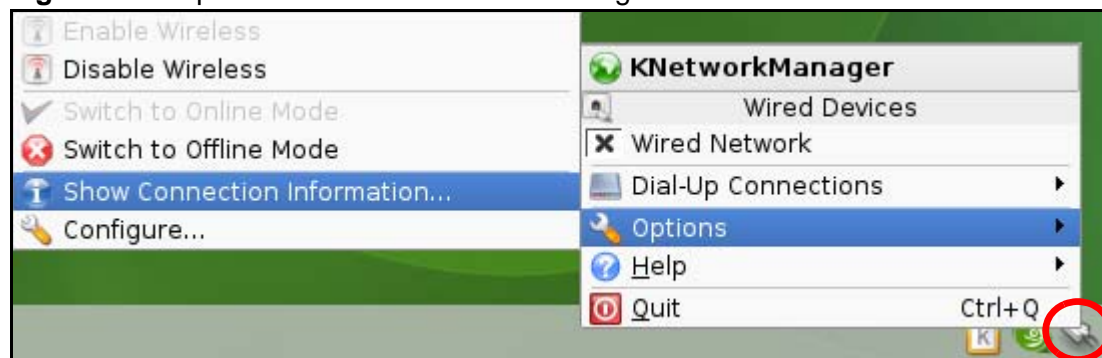 Enable Wireless
Disable Wireless
Switch to Online Mode
Switch to Offline Mode
Show Connection Information...
Configure...
KNetworkManager
Wired Devices
Wired Network
Dial-Up Connections
Options
Help
Quit Ctrl+Q
K